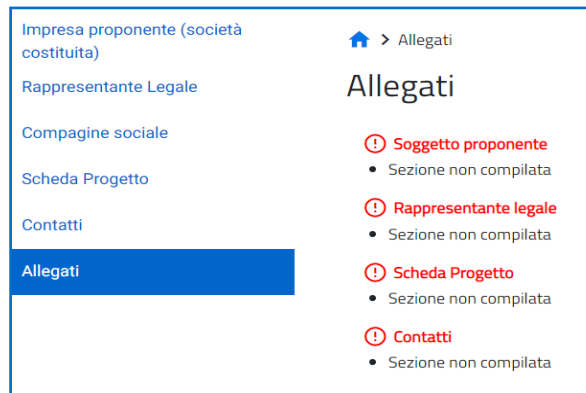 Impresa proponente (società
costituita)
Rappresentante Legale
Compagine sociale
Scheda Progetto
Contatti
Allegati
> Allegati
Allegati
Soggetto proponente
• Sezione non compilata
Rappresentante legale
• Sezione non compilata
Scheda Progetto
• Sezione non compilata
Contatti
• Sezione non compilata